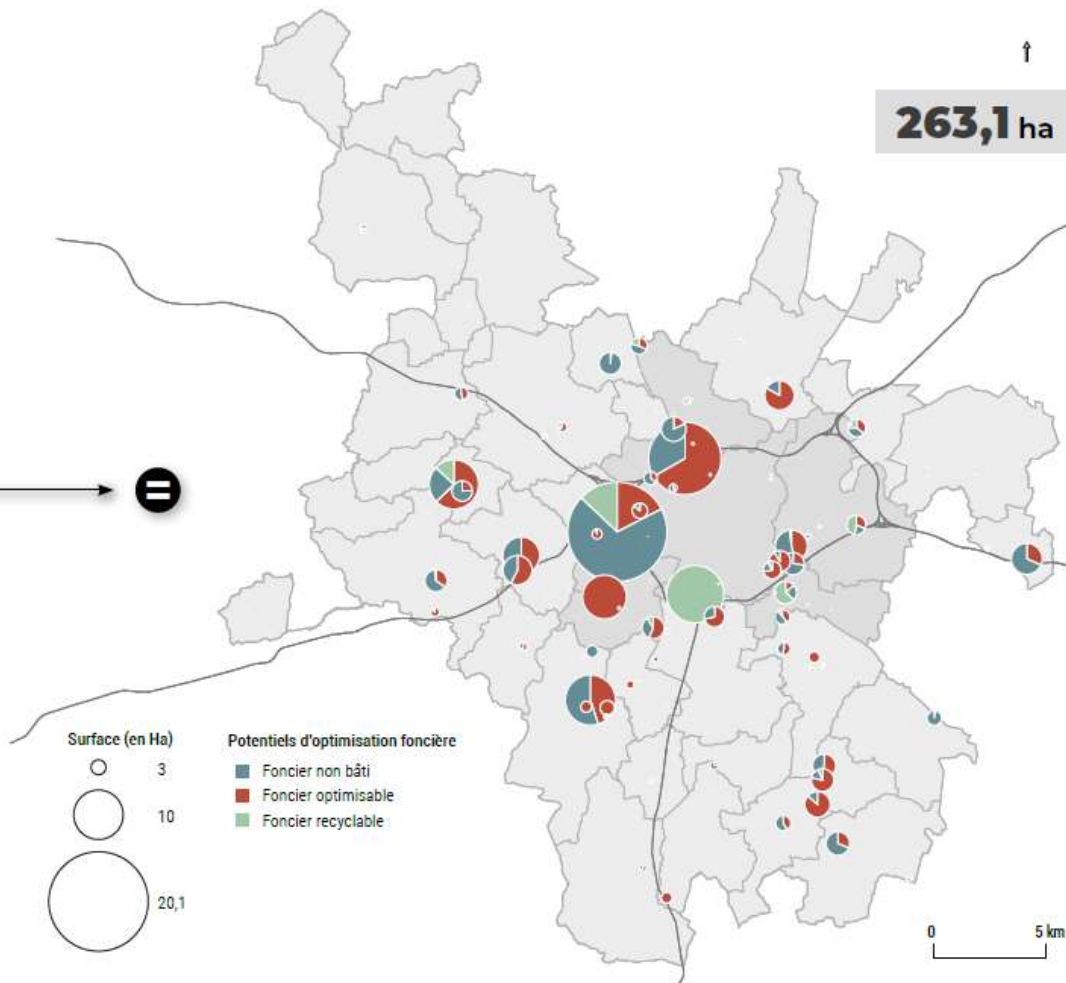 263,1 ha
=
Surface (en Ha)
3
10
20,1
Potentiels d'optimisation foncière
Foncier non bâti
Foncier optimisable
Foncier recyclable
0 5 km